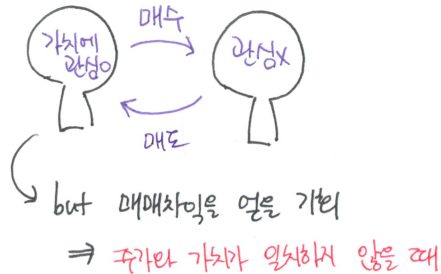 매수
가치에
관심O
관심X
매도
but 매매차익을 얻을 기회
⇒ 주가와 가치가 일치하지 않을 때